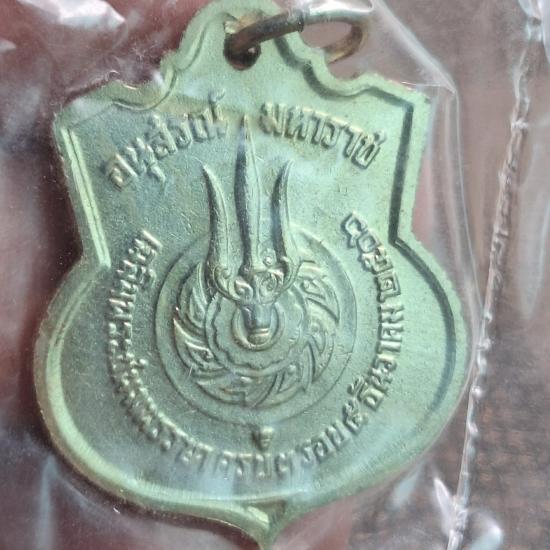 อนุสรณ์ มหาราช
เฉลิมพระชนมพรรษา ครบ ๓ รอบ ๕ ธันวาคม ๒๕๐๖